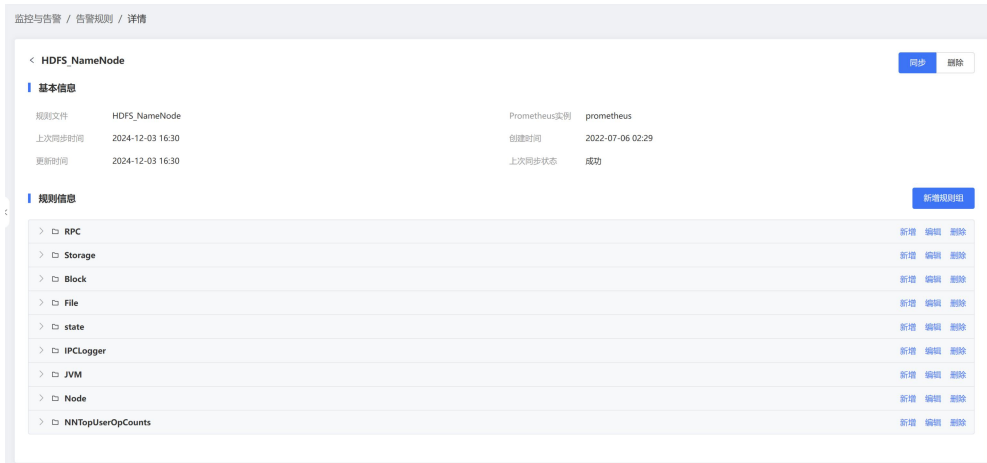 监控与告警 / 告警规则 / 详情
< HDFS_NameNode 同步 删除
基本信息
规则文件 HDFS_NameNode Prometheus实例 prometheus
上次同步时间 2024-12-03 16:30 创建时间 2022-07-06 02:29
更新时间 2024-12-03 16:30 上次同步状态 成功
规则信息 新增规则组
RPC 新增 编辑 删除
Storage 新增 编辑 删除
Block 新增 编辑 删除
File 新增 编辑 删除
state 新增 编辑 删除
IPCLogger 新增 编辑 删除
JVM 新增 编辑 删除
Node 新增 编辑 删除
NNTopUserOpCounts 新增 编辑 删除